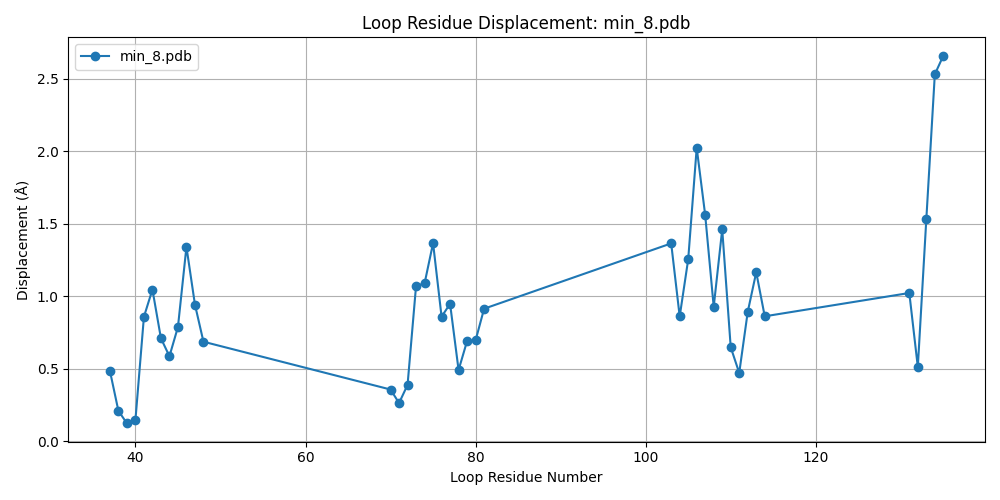 Loop Residue Displacement: min_8.pdb
min_8.pdb
Displacement (Å)
2.5
2.0
1.5
1.0
0.5
0.0
40
60
80
100
120
Loop Residue Number